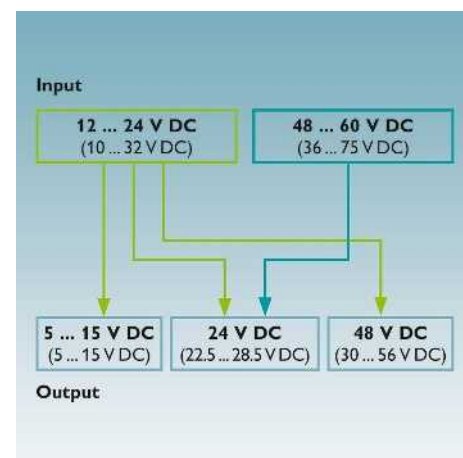 Input
12 ... 24 V DC
(10 ... 32 V DC)
48 ... 60 V DC
(36 ... 75 V DC)
5 ... 15 V DC
(5 ... 15 V DC)
24 V DC
(22.5 ... 28.5 V DC)
48 V DC
(30 ... 56 V DC)
Output